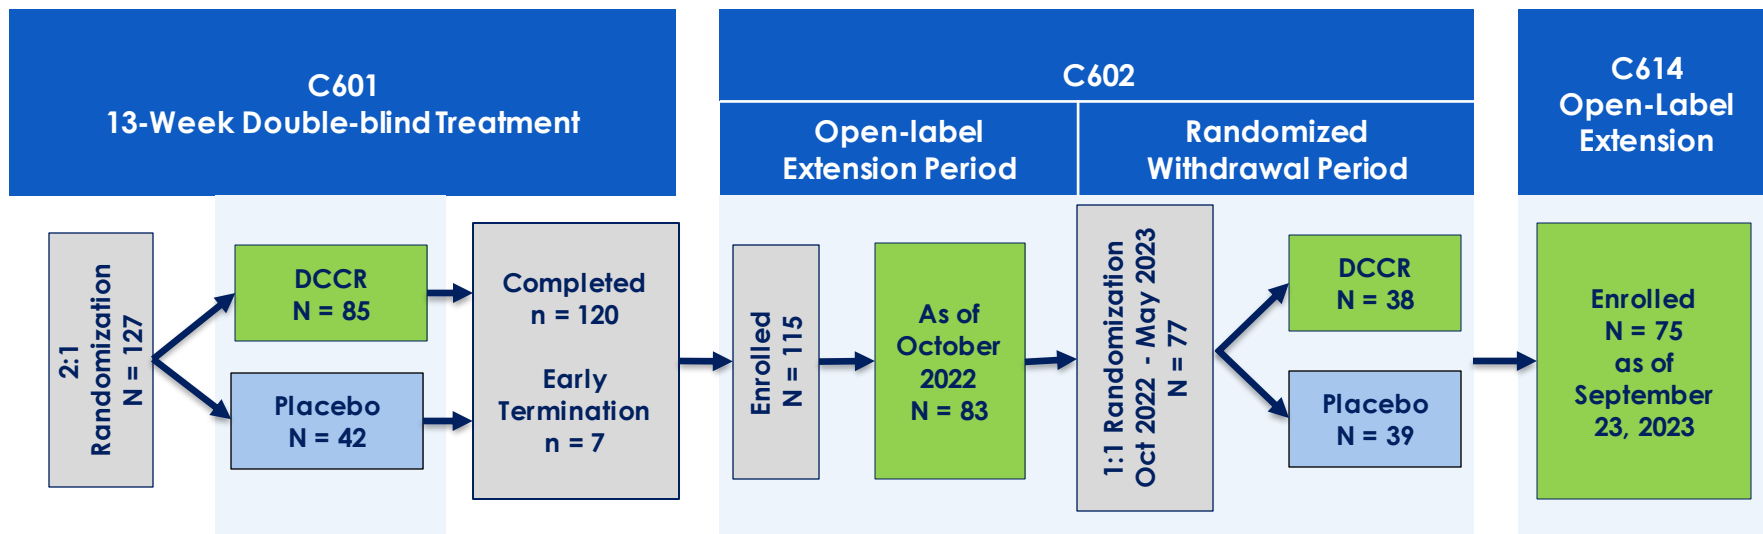 C601
13-Week Double-blind Treatment
C602
Open-label
Extension Period
Randomized
Withdrawal Period
C614
Open-Label
Extension
2:1
Randomization
N = 127
DCCR
N = 85
Placebo
N = 42
Completed
n = 120
Early
Termination
n = 7
Enrolled
N = 115
As of
October
2022
N = 83
1:1 Randomization
Oct 2022 - May 2023
N = 77
DCCR
N = 38
Placebo
N = 39
Enrolled
N = 75
as of
September
23, 2023